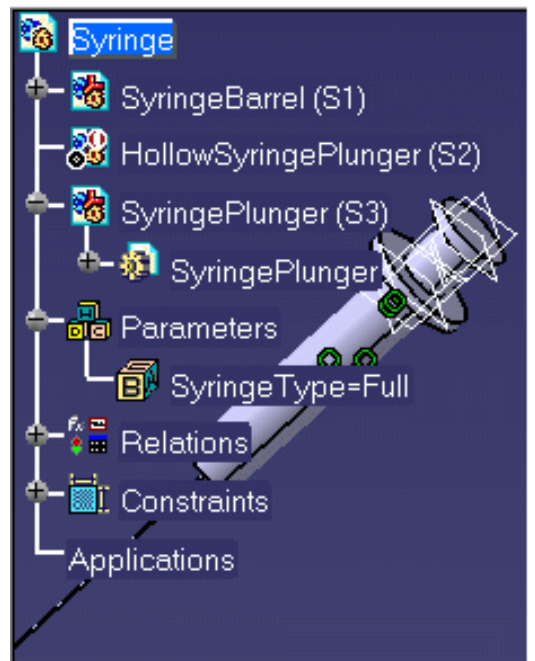 Syringe
SyringeBarrel (S1)
HollowSyringePlunger (S2)
SyringePlunger (S3)
SyringePlunger
Parameters
SyringeType=Full
Relations
Constraints
Applications